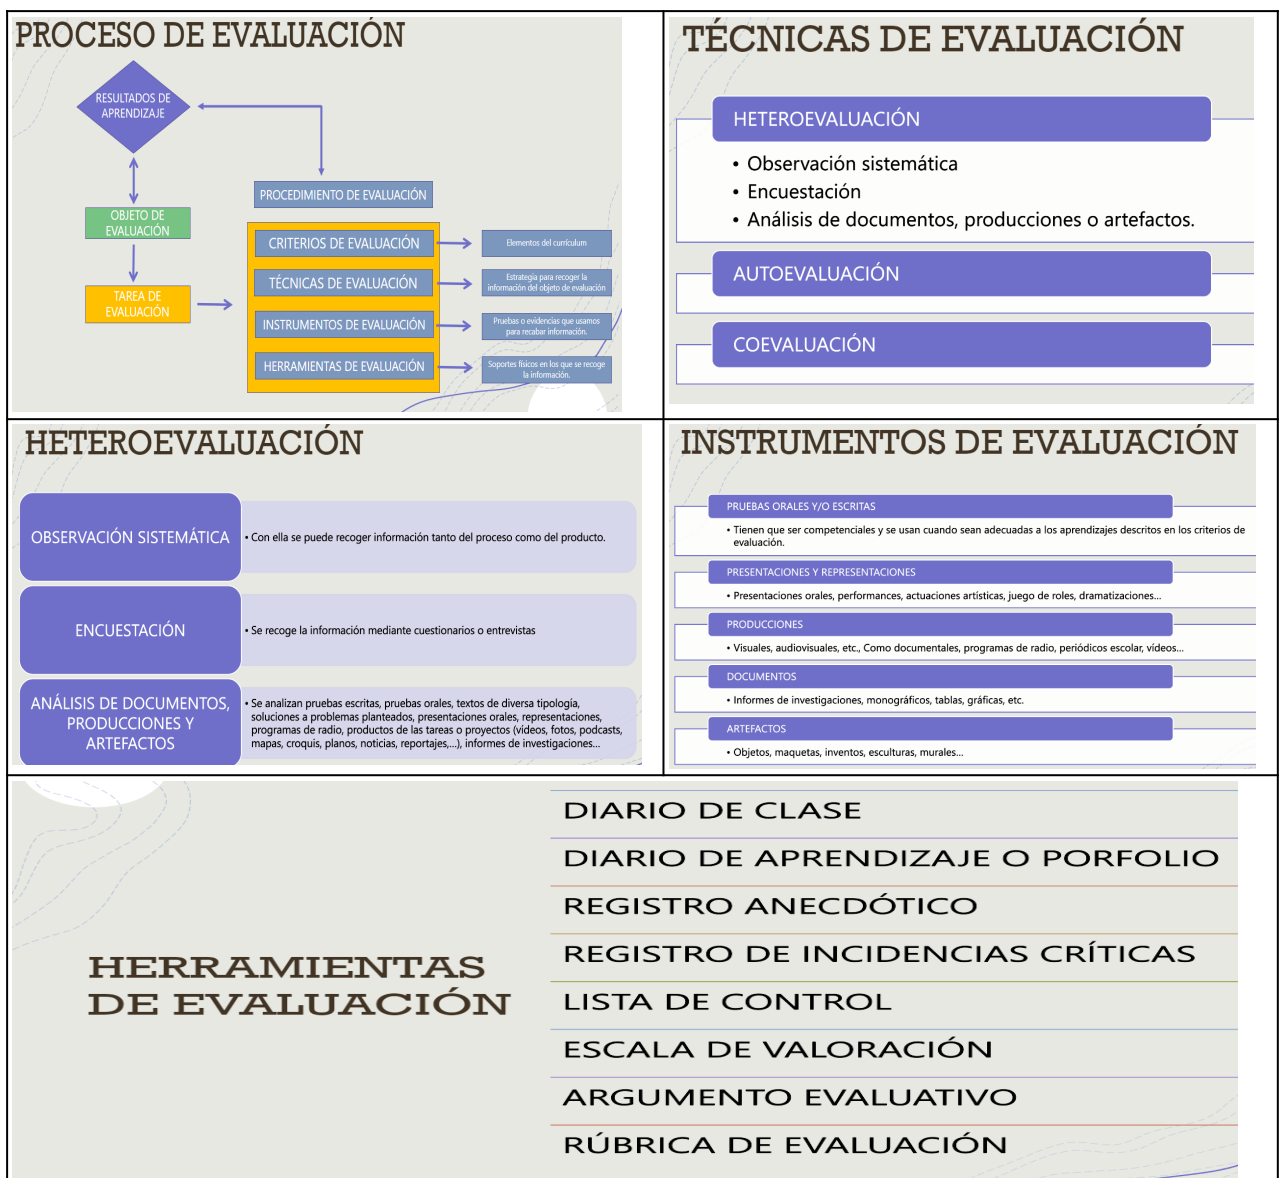 PROCESO DE EVALUACIÓN
RESULTADOS DE
APRENDIZAJE
OBJETO DE
EVALUACIÓN
TAREA DE
EVALUACIÓN
PROCEDIMIENTO DE EVALUACIÓN
CRITERIOS DE EVALUACIÓN
Elementos del currículum
TÉCNICAS DE EVALUACIÓN
Estrategia para recoger la
información del objeto de evaluación
INSTRUMENTOS DE EVALUACIÓN
Pruebas o evidencias que usamos
para recabar información.
HERRAMIENTAS DE EVALUACIÓN
Soportes físicos en los que se recoge
la información.
TÉCNICAS DE EVALUACIÓN
HETEROEVALUACIÓN
• Observación sistemática
• Encuestación
• Análisis de documentos, producciones o artefactos.
AUTOEVALUACIÓN
COEVALUACIÓN
HETEROEVALUACIÓN
OBSERVACIÓN SISTEMÁTICA
• Con ella se puede recoger información tanto del proceso como del producto.
ENCUESTACIÓN
• Se recoge la información mediante cuestionarios o entrevistas
ANÁLISIS DE DOCUMENTOS,
PRODUCCIONES Y
ARTEFACTOS
• Se analizan pruebas escritas, pruebas orales, textos de diversa tipología,
soluciones a problemas planteados, presentaciones orales, representaciones,
programas de radio, productos de las tareas o proyectos (vídeos, fotos, podcasts,
mapas, croquis, planos, noticias, reportajes,...), informes de investigaciones...
INSTRUMENTOS DE EVALUACIÓN
PRUEBAS ORALES Y/O ESCRITAS
• Tienen que ser competenciales y se usan cuando sean adecuadas a los aprendizajes descritos en los criterios de
evaluación.
PRESENTACIONES Y REPRESENTACIONES
• Presentaciones orales, performances, actuaciones artísticas, juego de roles, dramatizaciones...
PRODUCCIONES
• Visuales, audiovisuales, etc., Como documentales, programas de radio, periódicos escolar, vídeos...
DOCUMENTOS
• Informes de investigaciones, monográficos, tablas, gráficas, etc.
ARTEFACTOS
• Objetos, maquetas, inventos, esculturas, murales...
HERRAMIENTAS
DE EVALUACIÓN
DIARIO DE CLASE
DIARIO DE APRENDIZAJE O PORFOLIO
REGISTRO ANECDÓTICO
REGISTRO DE INCIDENCIAS CRÍTICAS
LISTA DE CONTROL
ESCALA DE VALORACIÓN
ARGUMENTO EVALUATIVO
RÚBRICA DE EVALUACIÓN